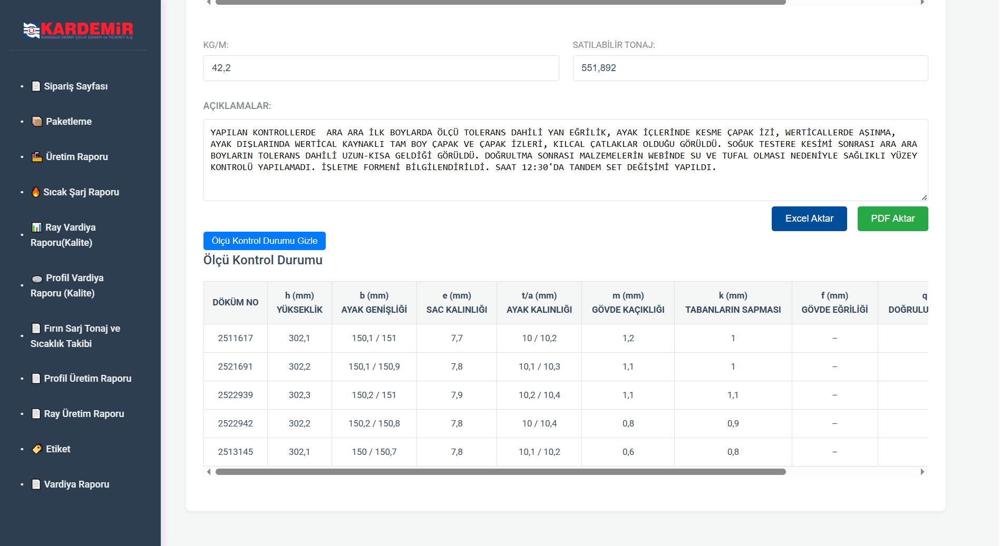 KARDEMİR
KARABÜK DEMİR ÇELİK SANAYİ ve TİCARET A.Ş.
Sipariş Sayfası
Paketleme
Üretim Raporu
Sıcak Şarj Raporu
Ray Vardiya
Raporu(Kalite)
Profil Vardiya
Raporu (Kalite)
Fırın Sarj Tonaj ve
Sıcaklık Takibi
Profil Üretim Raporu
Ray Üretim Raporu
Etiket
Vardiya Raporu
KG/M: SATILABİLİR TONAJ:
42,2 551,892
AÇIKLAMALAR:
YAPILAN KONTROLLERDE  ARA ARA İLK BOYLARDA ÖLÇÜ TOLERANS DAHİLİ YAN EĞRİLİK, AYAK İÇLERİNDE KESME ÇAPAK İZİ, WERTİCALLERDE AŞINMA,
AYAK DIŞLARINDA WERTİCAL KAYNAKLI TAM BOY ÇAPAK VE ÇAPAK İZLERİ, KILCAL ÇATLAKLAR OLDUĞU GÖRÜLDÜ. SOĞUK TESTERE KESİMİ SONRASI ARA ARA
BOYLARIN TOLERANS DAHİLİ UZUN-KISA GELDİĞİ GÖRÜLDÜ. DOĞRULTMA SONRASI MALZEMELERİN WEBİNDE SU VE TUFAL OLMASI NEDENİYLE SAĞLIKLI YÜZEY
KONTROLÜ YAPILAMADI. İŞLETME FORMENİ BİLGİLENDİRİLDİ. SAAT 12:30'DA TANDEM SET DEĞİŞİMİ YAPILDI.
Excel Aktar PDF Aktar
Ölçü Kontrol Durumu Gizle
Ölçü Kontrol Durumu
DÖKÜM NO h (mm) b (mm) e (mm) t/a (mm) m (mm) k (mm) f (mm) q
YÜKSEKLİK AYAK GENİŞLİĞİ SAC KALINLIĞI AYAK KALINLIĞI GÖVDE KAÇIKLIĞI TABANLARIN SAPMASI GÖVDE EĞRİLİĞİ DOĞRULU
2511617 302,1 150,1 / 151 7,7 10 / 10,2 1,2 1 –
2521691 302,2 150,1 / 150,9 7,8 10,1 / 10,3 1,1 1 –
2522939 302,3 150,2 / 151 7,9 10,2 / 10,4 1,1 1,1 –
2522942 302,2 150,2 / 150,8 7,8 10 / 10,4 0,8 0,9 –
2513145 302,1 150 / 150,7 7,8 10,1 / 10,2 0,6 0,8 –